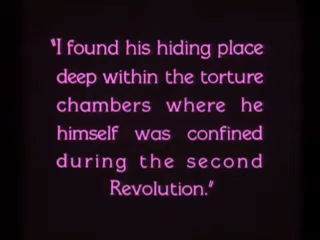 "I found his hiding place
deep within the torture
chambers where he
himself was confined
during the second
Revolution."